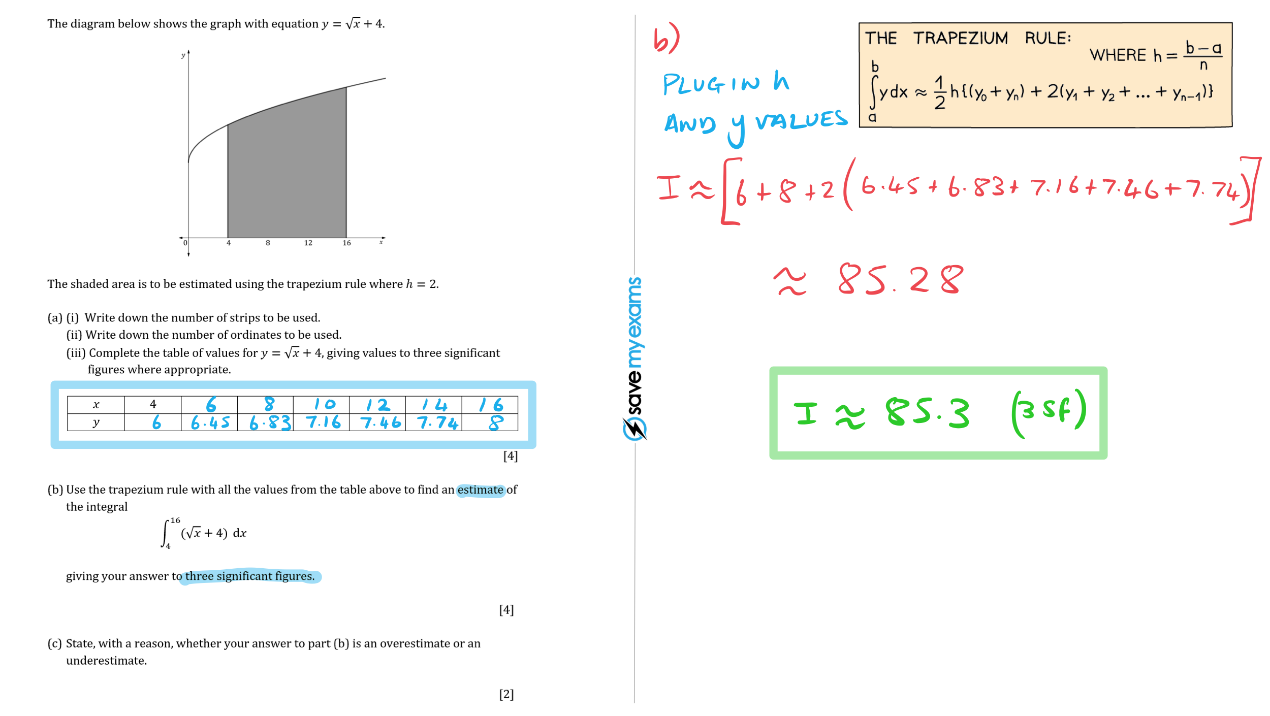 The diagram below shows the graph with equation y = √x + 4.
y
0 4 8 12 16 x
The shaded area is to be estimated using the trapezium rule where h = 2.
(a) (i) Write down the number of strips to be used.
(ii) Write down the number of ordinates to be used.
(iii) Complete the table of values for y = √x + 4, giving values to three significant
figures where appropriate.
x 4 6 8 10 12 14 16
y 6 6.45 6.83 7.16 7.46 7.74 8
[4]
(b) Use the trapezium rule with all the values from the table above to find an estimate of
the integral
∫₄¹⁶ (√x + 4) dx
giving your answer to three significant figures.
[4]
(c) State, with a reason, whether your answer to part (b) is an overestimate or an
underestimate.
[2]
savemyexams
b)
PLUG IN h
AND y VALUES
THE TRAPEZIUM RULE:
WHERE h = (b−a)/n
∫ₐᵇ y dx ≈ 1/2 h{(y₀ + yₙ) + 2(y₁ + y₂ + ... + yₙ₋₁)}
I ≈ [6 + 8 + 2(6.45 + 6.83 + 7.16 + 7.46 + 7.74)]
≈ 85.28
I ≈ 85.3 (3 sf)